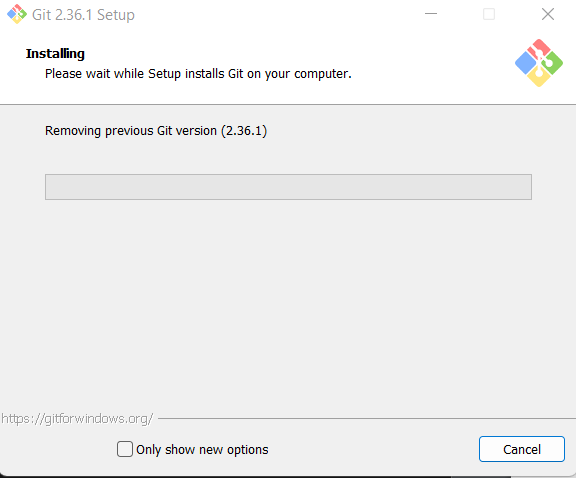 Git 2.36.1 Setup
Installing
Please wait while Setup installs Git on your computer.
Removing previous Git version (2.36.1)
https://gitforwindows.org/
Only show new options
Cancel